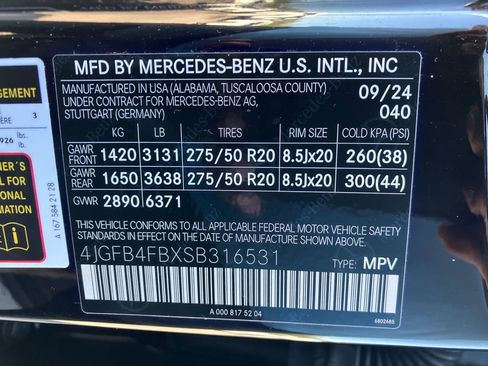 MFD BY MERCEDES-BENZ U.S. INTL., INC
MANUFACTURED IN USA (ALABAMA, TUSCALOOSA COUNTY)
UNDER CONTRACT FOR MERCEDES-BENZ AG,
STUTTGART (GERMANY)
09/24
040
KG LB TIRES RIM SIZE COLD KPA (PSI)
GAWR FRONT 1420 3131 275/50 R20 8.5Jx20 260(38)
GAWR REAR 1650 3638 275/50 R20 8.5Jx20 300(44)
GVWR 2890 6371
THIS VEHICLE CONFORMS TO ALL APPLICABLE FEDERAL MOTOR VEHICLE
SAFETY STANDARDS IN EFFECT ON THE DATE OF MANUFACTURE SHOWN ABOVE.
4JGFB4FBXSB316531 TYPE: MPV
A 000 817 52 04
6802685
GEMENT
3
926 lbs.
A 167 584 21 28